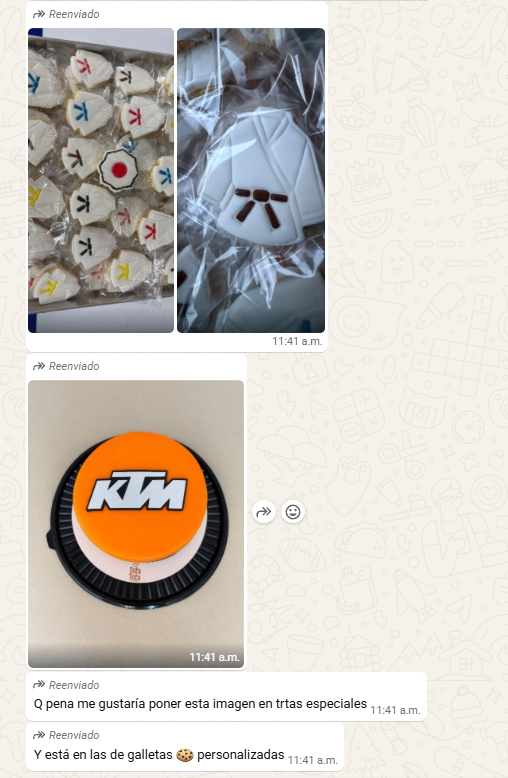 Reenviado
11:41 a.m.
Reenviado
KTM
11:41 a.m.
Reenviado
Q pena me gustaría poner esta imagen en trtas especiales 11:41 a.m.
Reenviado
Y está en las de galletas 🍪 personalizadas 11:41 a.m.